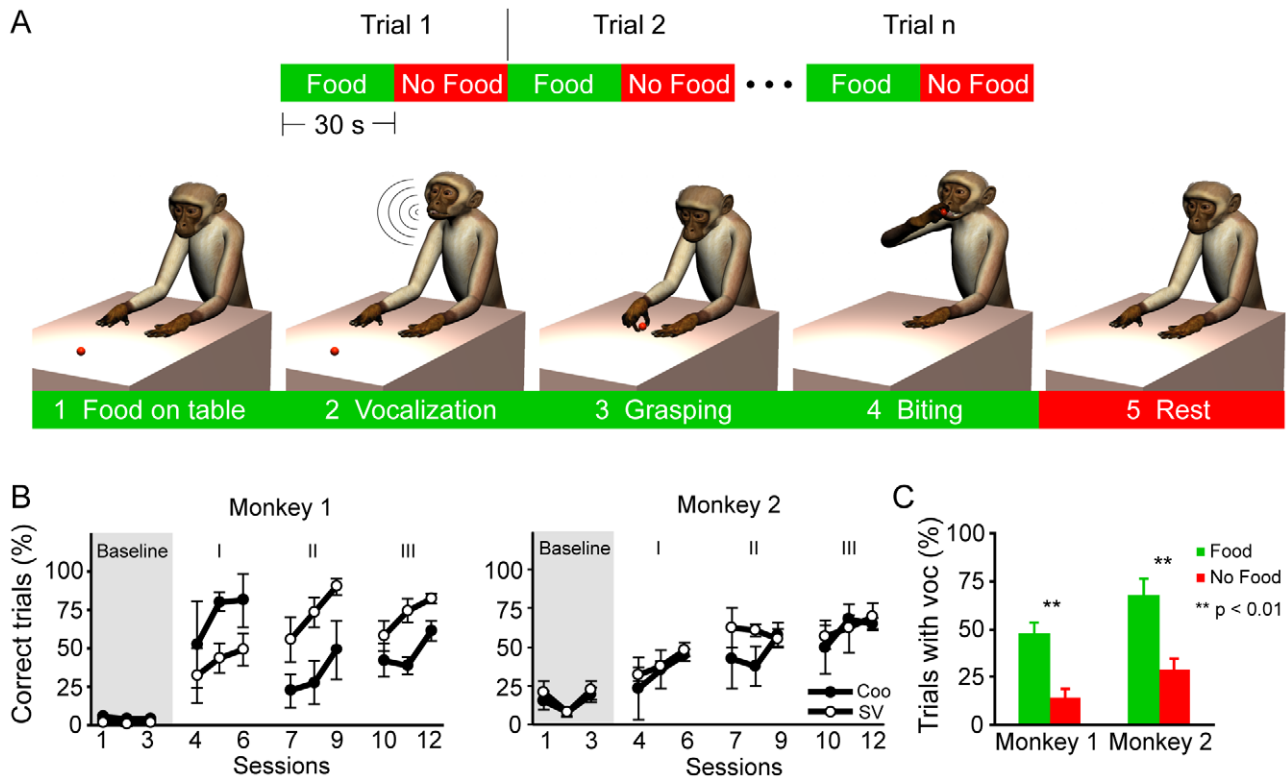 A
Trial 1 Trial 2 Trial n
Food No Food Food No Food • • • Food No Food
30 s
1 Food on table 2 Vocalization 3 Grasping 4 Biting 5 Rest
B
Monkey 1
Correct trials (%)
100
75
50
25
0
Baseline I II III
1 3 4 6 7 9 10 12
Sessions
Monkey 2
100
75
50
25
0
Baseline I II III
Coo
SV
1 3 4 6 7 9 10 12
Sessions
C
Trials with voc (%)
100
75
50
25
0
** **
Food
No Food
** p < 0.01
Monkey 1 Monkey 2